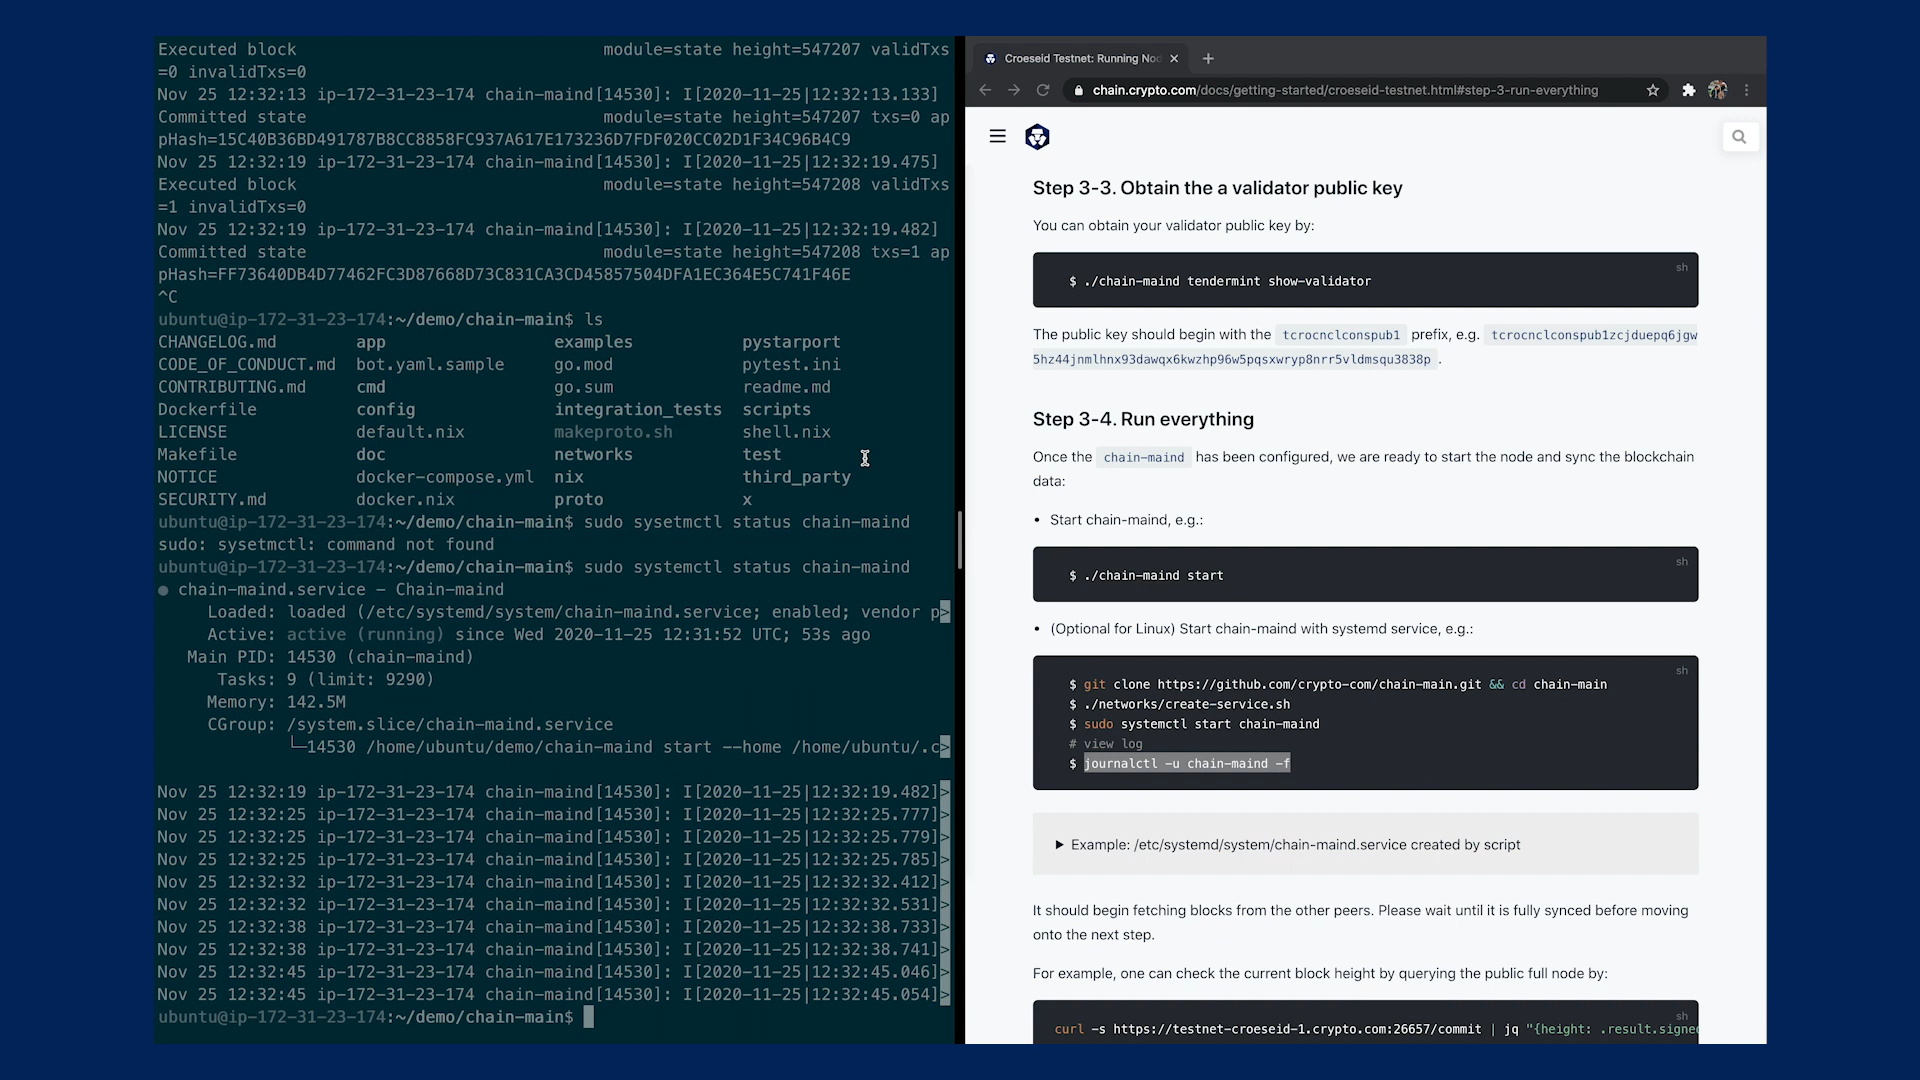 Executed block                               module=state height=547207 validTxs
=0 invalidTxs=0
Nov 25 12:32:13 ip-172-31-23-174 chain-maind[14530]: I[2020-11-25|12:32:13.133]
Committed state                              module=state height=547207 txs=0 ap
pHash=15C40B36BD491787B8CC8858FC937A617E173236D7FDF020CC02D1F34C96B4C9
Nov 25 12:32:19 ip-172-31-23-174 chain-maind[14530]: I[2020-11-25|12:32:19.475]
Executed block                               module=state height=547208 validTxs
=1 invalidTxs=0
Nov 25 12:32:19 ip-172-31-23-174 chain-maind[14530]: I[2020-11-25|12:32:19.482]
Committed state                              module=state height=547208 txs=1 ap
pHash=FF73640DB4D77462FC3D87668D73C831CA3CD45857504DFA1EC364E5C741F46E
^C
ubuntu@ip-172-31-23-174:~/demo/chain-main$ ls
CHANGELOG.md        app                 examples           pystarport
CODE_OF_CONDUCT.md  bot.yaml.sample     go.mod             pytest.ini
CONTRIBUTING.md     cmd                 go.sum             readme.md
Dockerfile          config              integration_tests  scripts
LICENSE             default.nix         makeproto.sh       shell.nix
Makefile            doc                 networks           test
NOTICE              docker-compose.yml  nix                third_party
SECURITY.md         docker.nix          proto              x
ubuntu@ip-172-31-23-174:~/demo/chain-main$ sudo sysetmctl status chain-maind
sudo: sysetmctl: command not found
ubuntu@ip-172-31-23-174:~/demo/chain-main$ sudo systemctl status chain-maind
● chain-maind.service - Chain-maind
     Loaded: loaded (/etc/systemd/system/chain-maind.service; enabled; vendor p>
     Active: active (running) since Wed 2020-11-25 12:31:52 UTC; 53s ago
   Main PID: 14530 (chain-maind)
      Tasks: 9 (limit: 9290)
     Memory: 142.5M
     CGroup: /system.slice/chain-maind.service
             └─14530 /home/ubuntu/demo/chain-maind start --home /home/ubuntu/.c>
Nov 25 12:32:19 ip-172-31-23-174 chain-maind[14530]: I[2020-11-25|12:32:19.482]>
Nov 25 12:32:25 ip-172-31-23-174 chain-maind[14530]: I[2020-11-25|12:32:25.777]>
Nov 25 12:32:25 ip-172-31-23-174 chain-maind[14530]: I[2020-11-25|12:32:25.779]>
Nov 25 12:32:25 ip-172-31-23-174 chain-maind[14530]: I[2020-11-25|12:32:25.785]>
Nov 25 12:32:32 ip-172-31-23-174 chain-maind[14530]: I[2020-11-25|12:32:32.412]>
Nov 25 12:32:32 ip-172-31-23-174 chain-maind[14530]: I[2020-11-25|12:32:32.531]>
Nov 25 12:32:38 ip-172-31-23-174 chain-maind[14530]: I[2020-11-25|12:32:38.733]>
Nov 25 12:32:38 ip-172-31-23-174 chain-maind[14530]: I[2020-11-25|12:32:38.741]>
Nov 25 12:32:45 ip-172-31-23-174 chain-maind[14530]: I[2020-11-25|12:32:45.046]>
Nov 25 12:32:45 ip-172-31-23-174 chain-maind[14530]: I[2020-11-25|12:32:45.054]>
ubuntu@ip-172-31-23-174:~/demo/chain-main$
Croeseid Testnet: Running No
chain.crypto.com/docs/getting-started/croeseid-testnet.html#step-3-run-everything
Step 3-3. Obtain the a validator public key
You can obtain your validator public key by:
sh
$ ./chain-maind tendermint show-validator
The public key should begin with the tcrocnclconspub1 prefix, e.g. tcrocnclconspub1zcjduepq6jgw
5hz44jnmlhnx93dawqx6kwzhp96w5pqsxwryp8nrr5vldmsqu3838p .
Step 3-4. Run everything
Once the chain-maind has been configured, we are ready to start the node and sync the blockchain
data:
• Start chain-maind, e.g.:
sh
$ ./chain-maind start
• (Optional for Linux) Start chain-maind with systemd service, e.g.:
sh
$ git clone https://github.com/crypto-com/chain-main.git && cd chain-main
$ ./networks/create-service.sh
$ sudo systemctl start chain-maind
# view log
$ journalctl -u chain-maind -f
▶ Example: /etc/systemd/system/chain-maind.service created by script
It should begin fetching blocks from the other peers. Please wait until it is fully synced before moving
onto the next step.
For example, one can check the current block height by querying the public full node by:
sh
curl -s https://testnet-croeseid-1.crypto.com:26657/commit | jq "{height: .result.signe